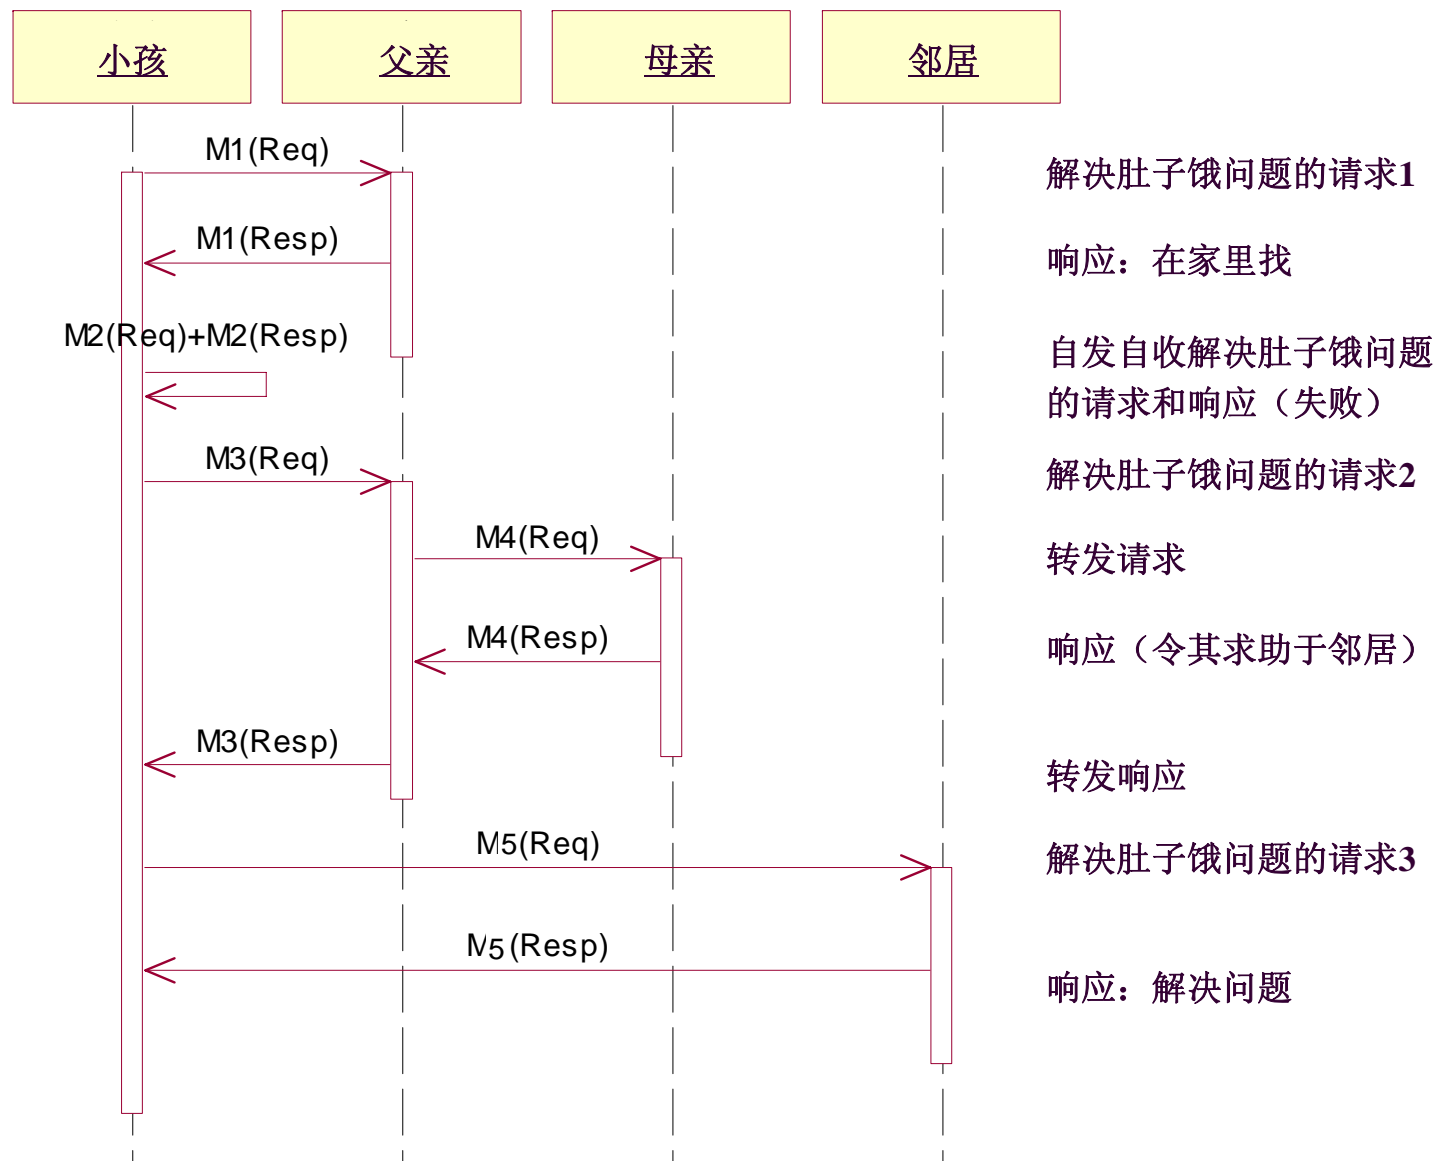 小孩
父亲
母亲
邻居
M1(Req)
解决肚子饿问题的请求1
M1(Resp)
响应：在家里找
M2(Req)+M2(Resp)
自发自收解决肚子饿问题
的请求和响应（失败）
M3(Req)
解决肚子饿问题的请求2
M4(Req)
转发请求
M4(Resp)
响应（令其求助于邻居）
M3(Resp)
转发响应
M5(Req)
解决肚子饿问题的请求3
M5(Resp)
响应：解决问题